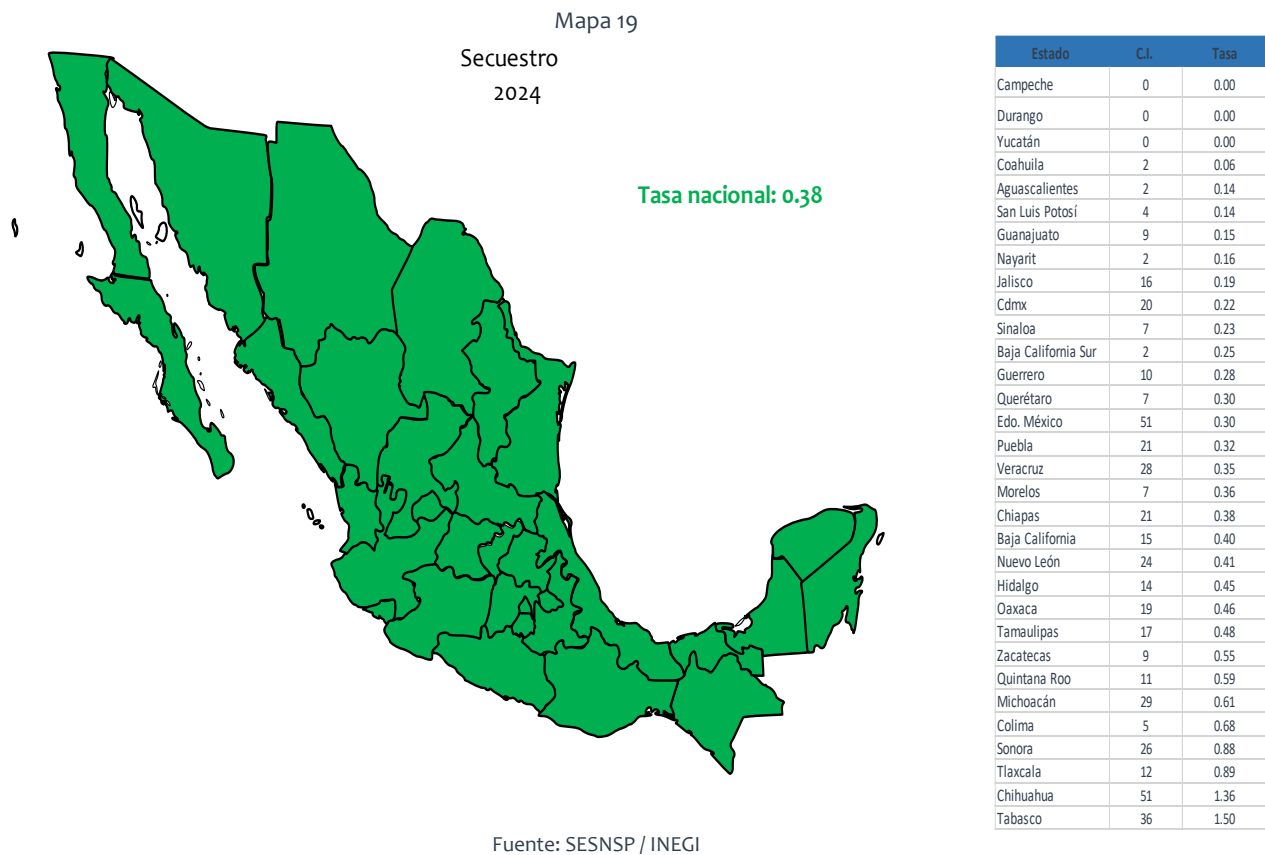 Mapa 19
Secuestro
2024
Tasa nacional: 0.38
Estado C.I. Tasa
Campeche 0 0.00
Durango 0 0.00
Yucatán 0 0.00
Coahuila 2 0.06
Aguascalientes 2 0.14
San Luis Potosí 4 0.14
Guanajuato 9 0.15
Nayarit 2 0.16
Jalisco 16 0.19
Cdmx 20 0.22
Sinaloa 7 0.23
Baja California Sur 2 0.25
Guerrero 10 0.28
Querétaro 7 0.30
Edo. México 51 0.30
Puebla 21 0.32
Veracruz 28 0.35
Morelos 7 0.36
Chiapas 21 0.38
Baja California 15 0.40
Nuevo León 24 0.41
Hidalgo 14 0.45
Oaxaca 19 0.46
Tamaulipas 17 0.48
Zacatecas 9 0.55
Quintana Roo 11 0.59
Michoacán 29 0.61
Colima 5 0.68
Sonora 26 0.88
Tlaxcala 12 0.89
Chihuahua 51 1.36
Tabasco 36 1.50
Fuente: SESNSP / INEGI